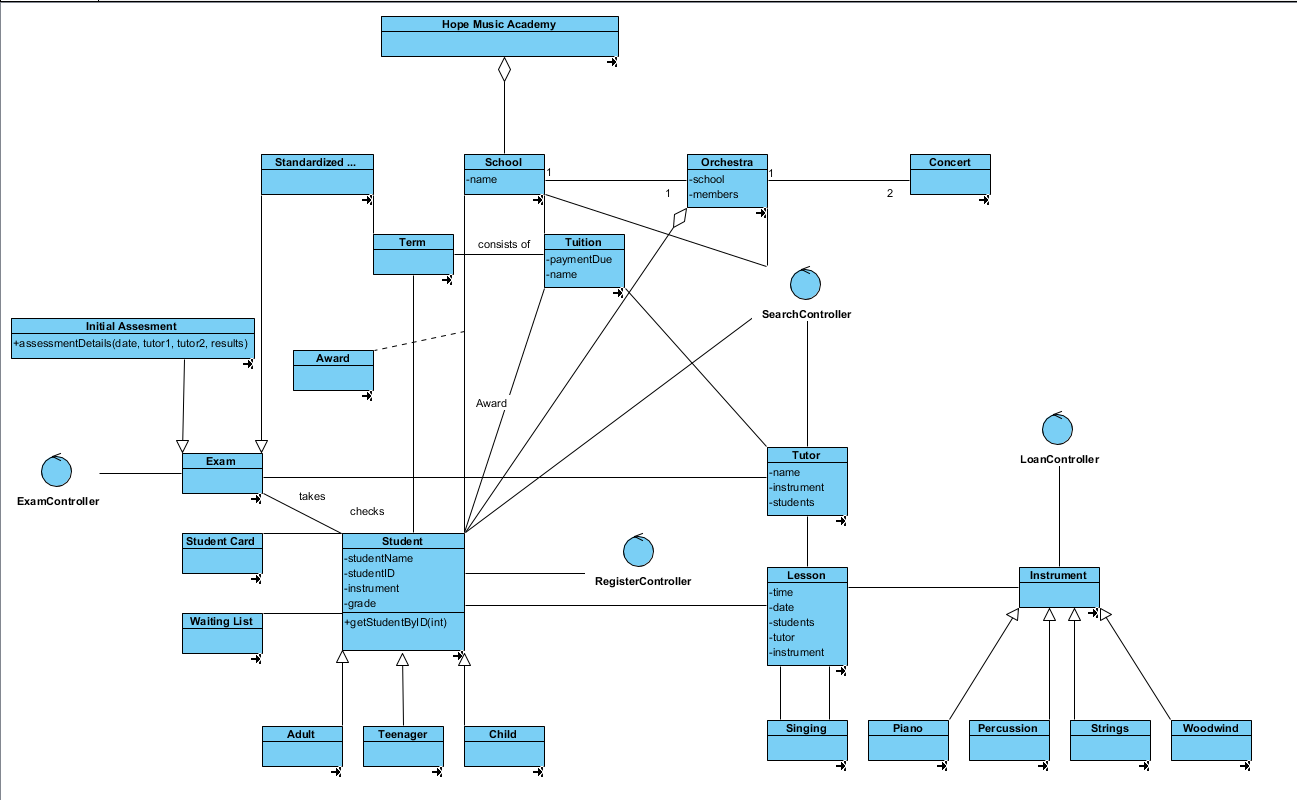 Hope Music Academy
Standardized ...
School
-name
1
1
Orchestra
-school
-members
1
2
Concert
Term
consists of
Tuition
-paymentDue
-name
SearchController
Initial Assesment
+assessmentDetails(date, tutor1, tutor2, results)
Award
Award
LoanController
Exam
ExamController
takes
checks
Tutor
-name
-instrument
-students
Student Card
Student
-studentName
-studentID
-instrument
-grade
+getStudentByID(int)
RegisterController
Waiting List
Lesson
-time
-date
-students
-tutor
-instrument
Instrument
Adult
Teenager
Child
Singing
Piano
Percussion
Strings
Woodwind